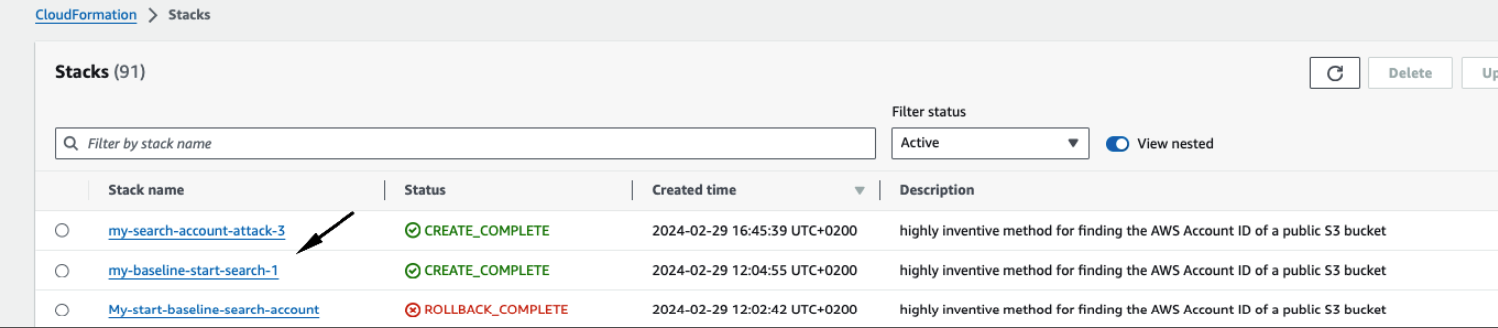 CloudFormation > Stacks
Stacks (91)
Delete
Up
Filter status
Filter by stack name
Active
View nested
Stack name Status Created time Description
my-search-account-attack-3 CREATE_COMPLETE 2024-02-29 16:45:39 UTC+0200 highly inventive method for finding the AWS Account ID of a public S3 bucket
my-baseline-start-search-1 CREATE_COMPLETE 2024-02-29 12:04:55 UTC+0200 highly inventive method for finding the AWS Account ID of a public S3 bucket
My-start-baseline-search-account ROLLBACK_COMPLETE 2024-02-29 12:02:42 UTC+0200 highly inventive method for finding the AWS Account ID of a public S3 bucket